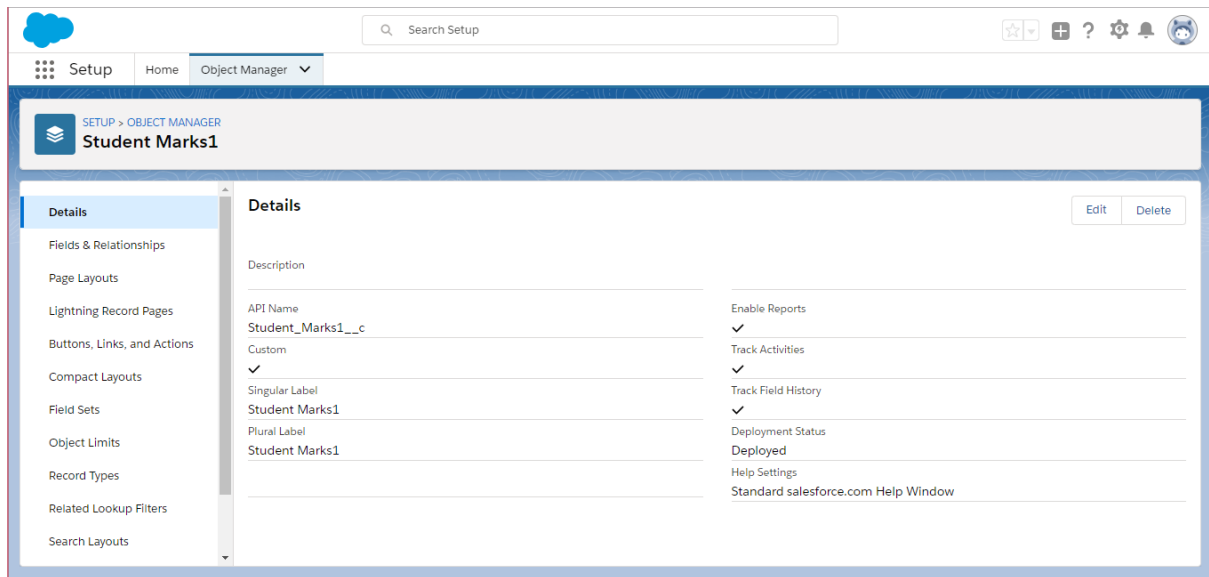 Search Setup
?
Setup
Home
Object Manager
SETUP > OBJECT MANAGER
Student Marks1
Details
Fields & Relationships
Page Layouts
Lightning Record Pages
Buttons, Links, and Actions
Compact Layouts
Field Sets
Object Limits
Record Types
Related Lookup Filters
Search Layouts
Details
Edit
Delete
Description
API Name
Student_Marks1__c
Custom
Singular Label
Student Marks1
Plural Label
Student Marks1
Enable Reports
Track Activities
Track Field History
Deployment Status
Deployed
Help Settings
Standard salesforce.com Help Window